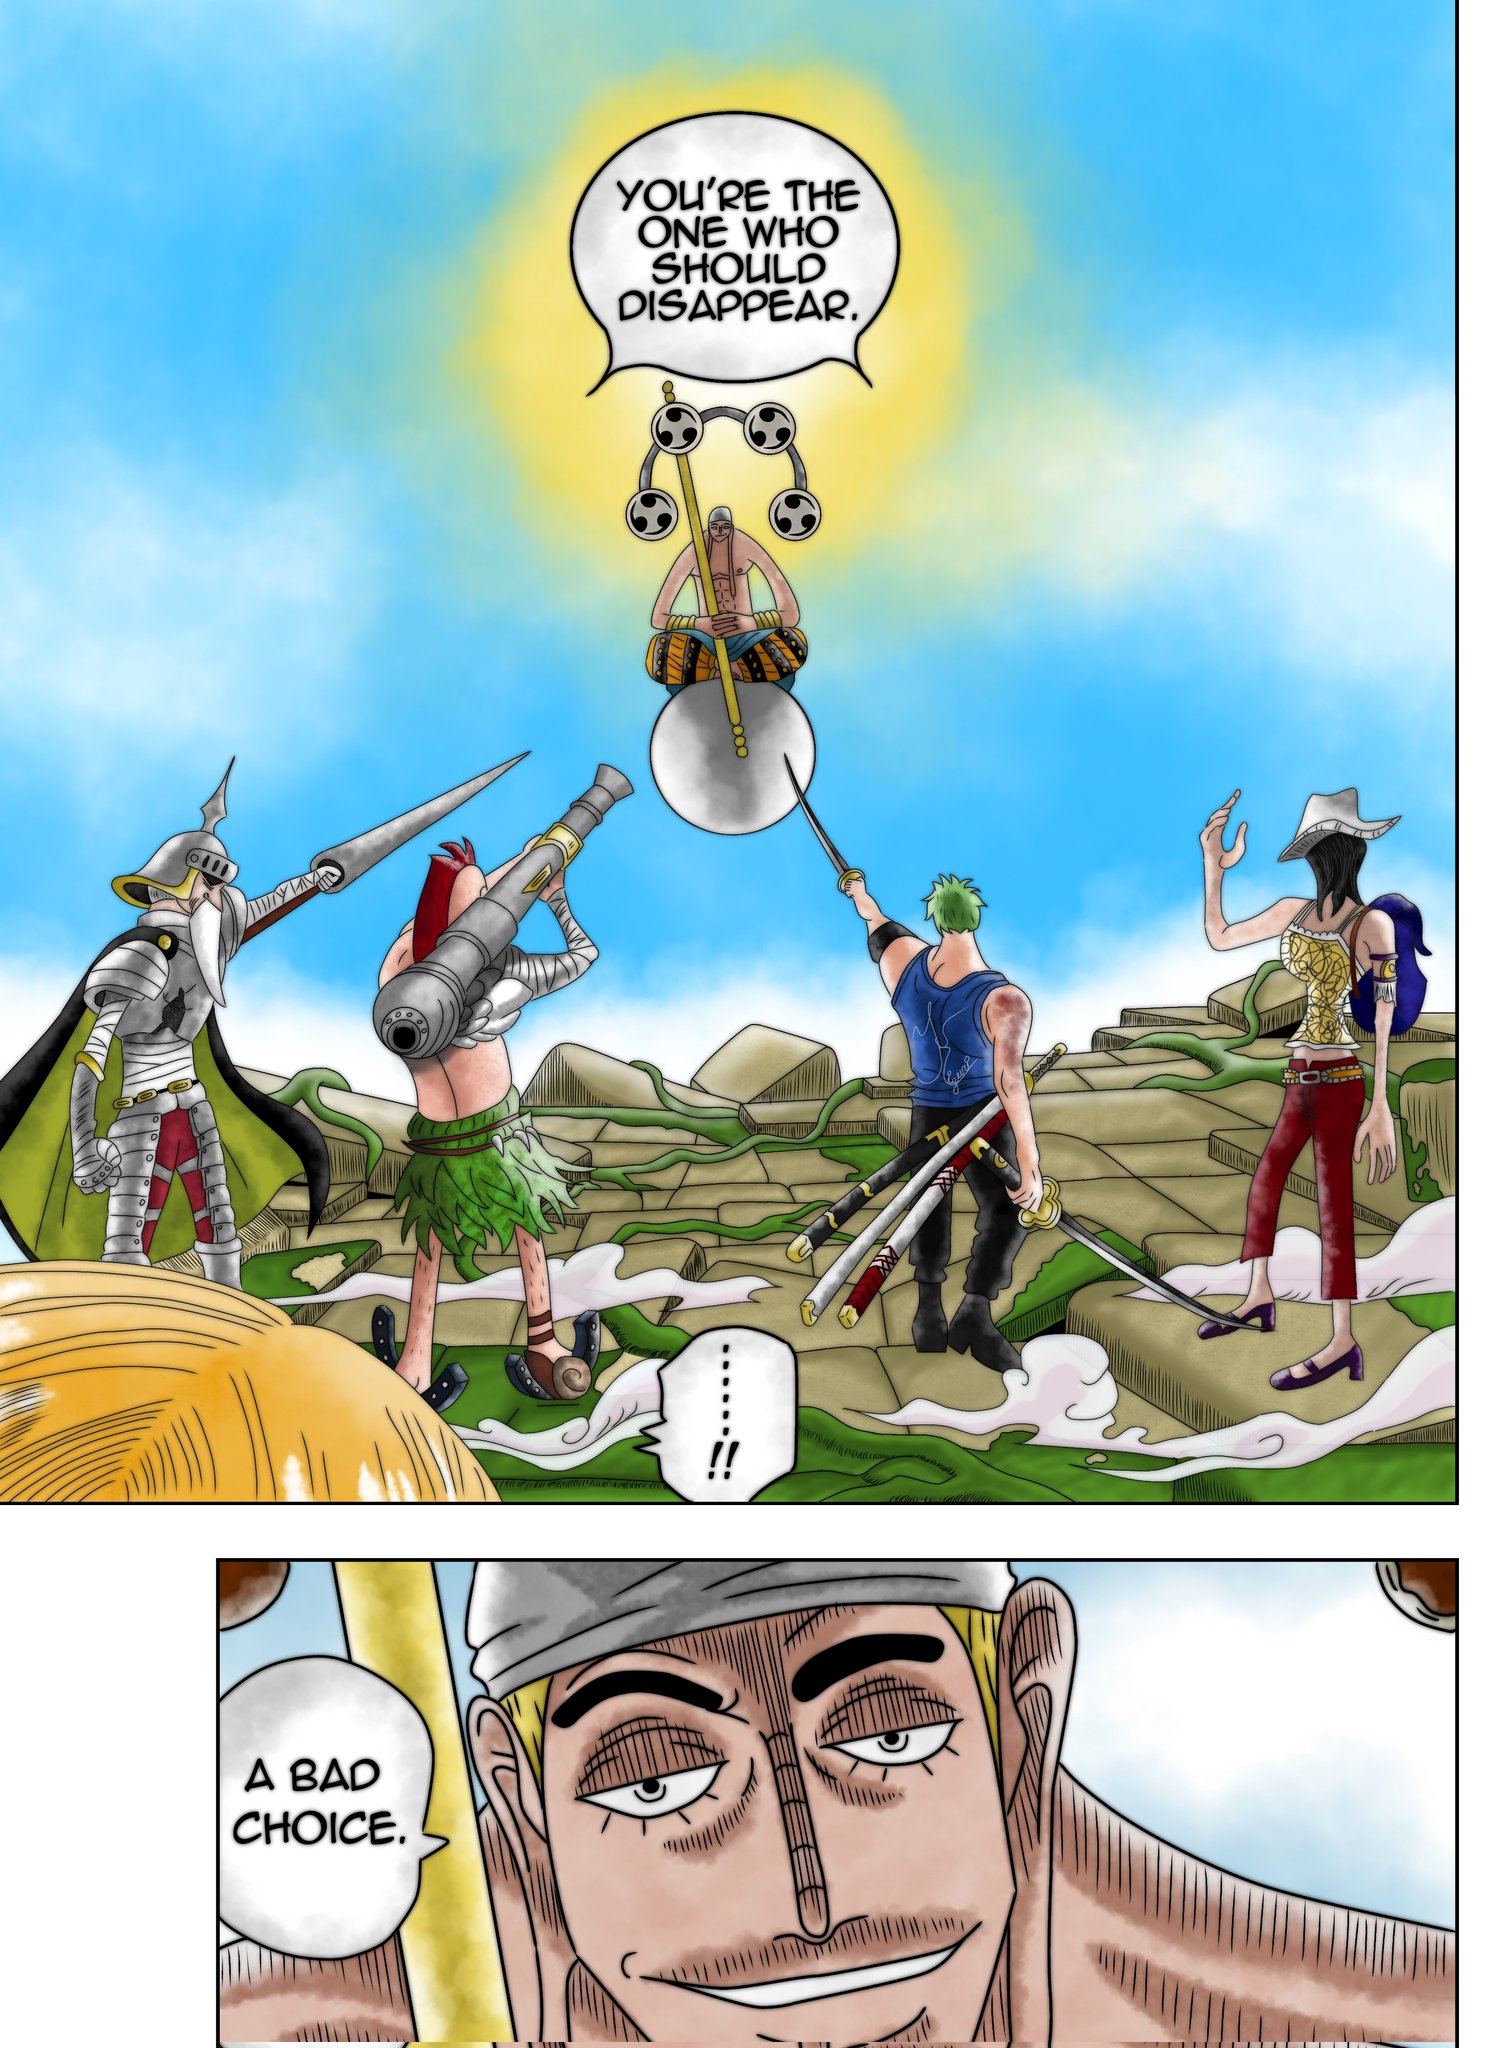 YOU'RE THE
ONE WHO
SHOULD
DISAPPEAR.
........!!
A BAD
CHOICE.